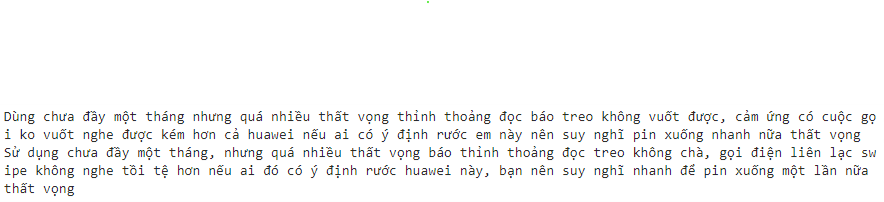 Dùng chưa đầy một tháng nhưng quá nhiều thất vọng thỉnh thoảng đọc báo treo không vuốt được, cảm ứng có cuộc gọ
i ko vuốt nghe được kém hơn cả huawei nếu ai có ý định rước em này nên suy nghĩ pin xuống nhanh nữa thất vọng
Sử dụng chưa đầy một tháng, nhưng quá nhiều thất vọng báo thỉnh thoảng đọc treo không chà, gọi điện liên lạc sw
ipe không nghe tồi tệ hơn nếu ai đó có ý định rước huawei này, bạn nên suy nghĩ nhanh để pin xuống một lần nữa
thất vọng